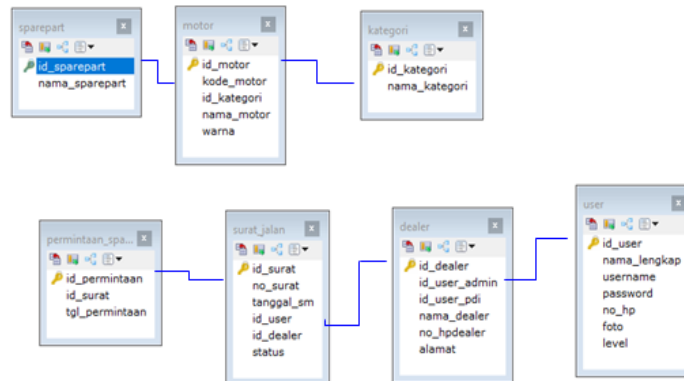 sparepart
id_sparepart
nama_sparepart
motor
id_motor
kode_motor
id_kategori
nama_motor
warna
kategori
id_kategori
nama_kategori
permintaan_spa...
id_permintaan
id_surat
tgl_permintaan
surat_jalan
id_surat
no_surat
tanggal_sm
id_user
id_dealer
status
dealer
id_dealer
id_user_admin
id_user_pdi
nama_dealer
no_hpdealer
alamat
user
id_user
nama_lengkap
username
password
no_hp
foto
level